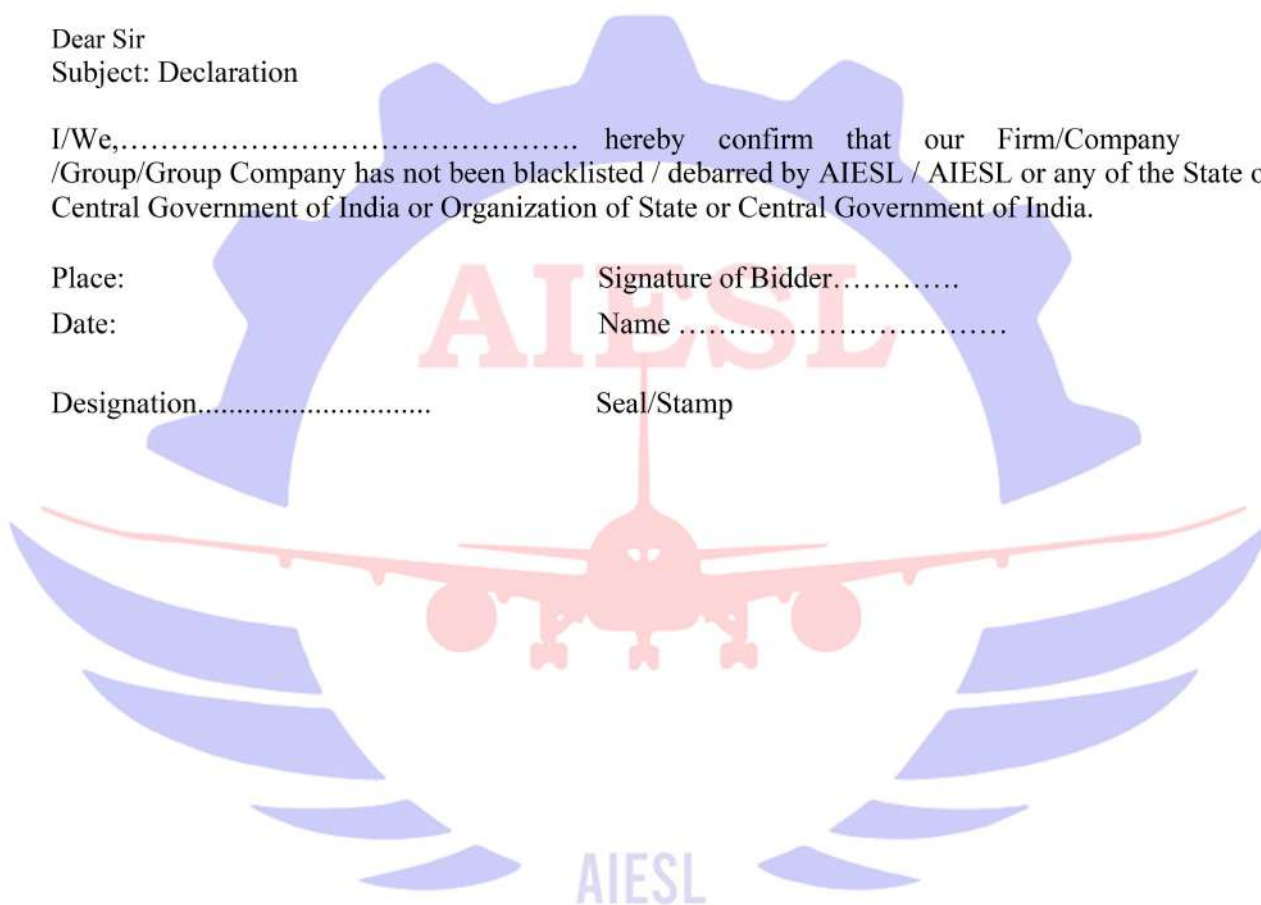 Dear Sir
Subject: Declaration
I/We,………………………………………. hereby confirm that our Firm/Company
/Group/Group Company has not been blacklisted / debarred by AIESL / AIESL or any of the State o
Central Government of India or Organization of State or Central Government of India.
Place: Signature of Bidder………….
AIESL
Date: Name ……………………………
Designation.............................. Seal/Stamp
AIESL